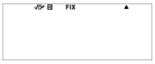 √▱ D FIX ▲